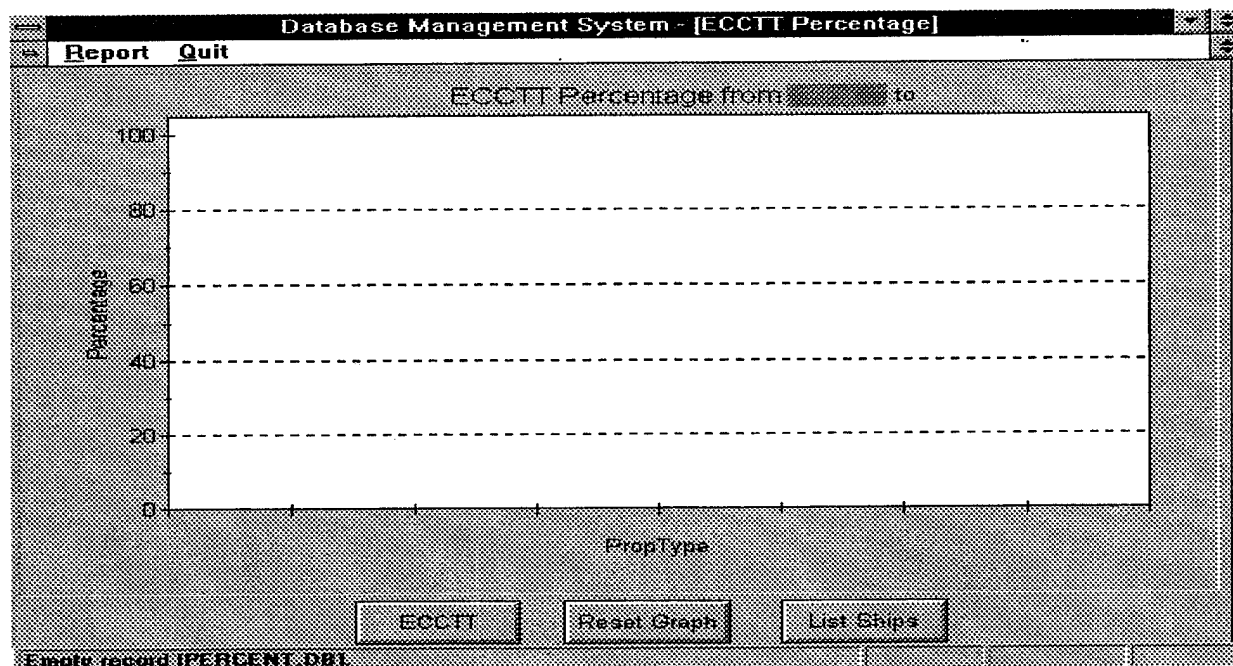 Database Management System - [ECCTT Percentage]
Report Quit
ECCTT Percentage from to
100
80
60
40
20
0
Percentage
PropType
ECCTT Reset Graph List Ships
Empty record [PERCENT.DB].